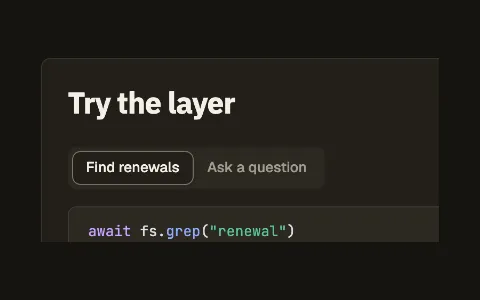 Try the layer
Find renewals Ask a question
await fs.grep("renewal")